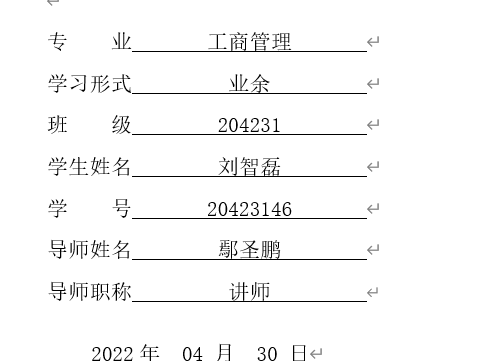 专 业 工商管理
学习形式 业余
班 级 204231
学生姓名 刘智磊
学 号 20423146
导师姓名 鄢圣鹏
导师职称 讲师
2022 年 04 月 30 日